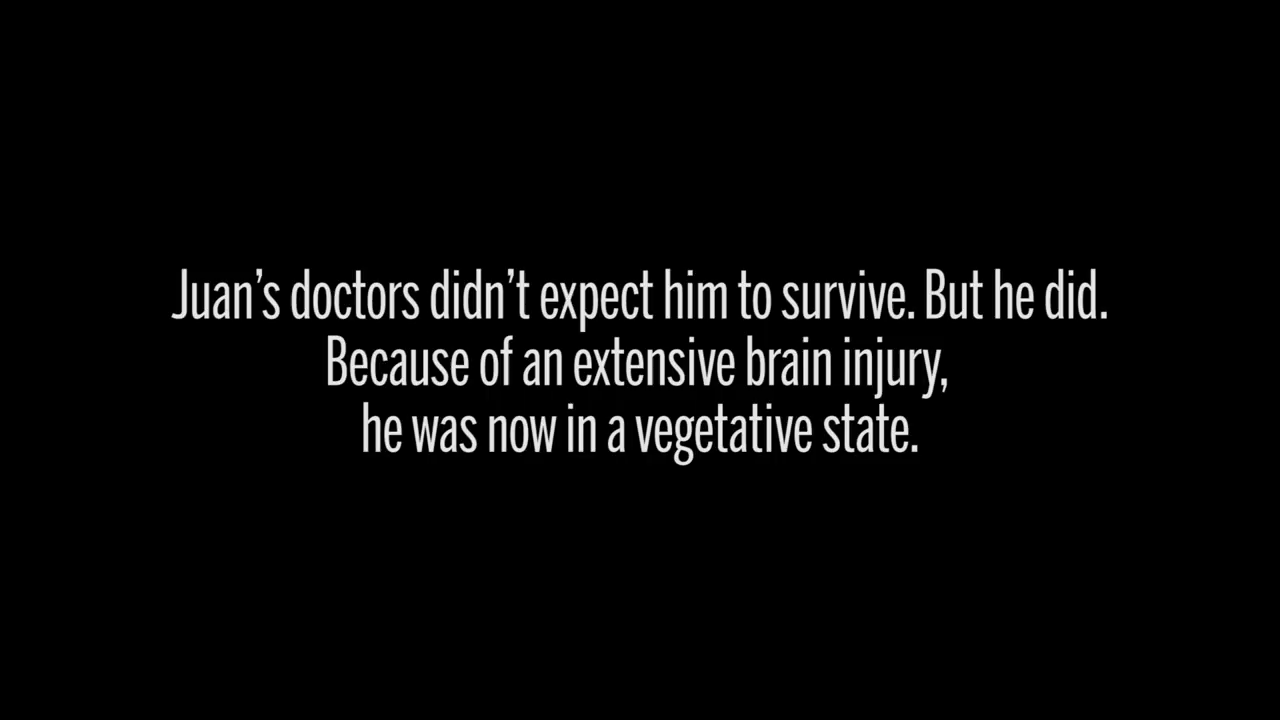 Juan’s doctors didn’t expect him to survive. But he did.
Because of an extensive brain injury,
he was now in a vegetative state.